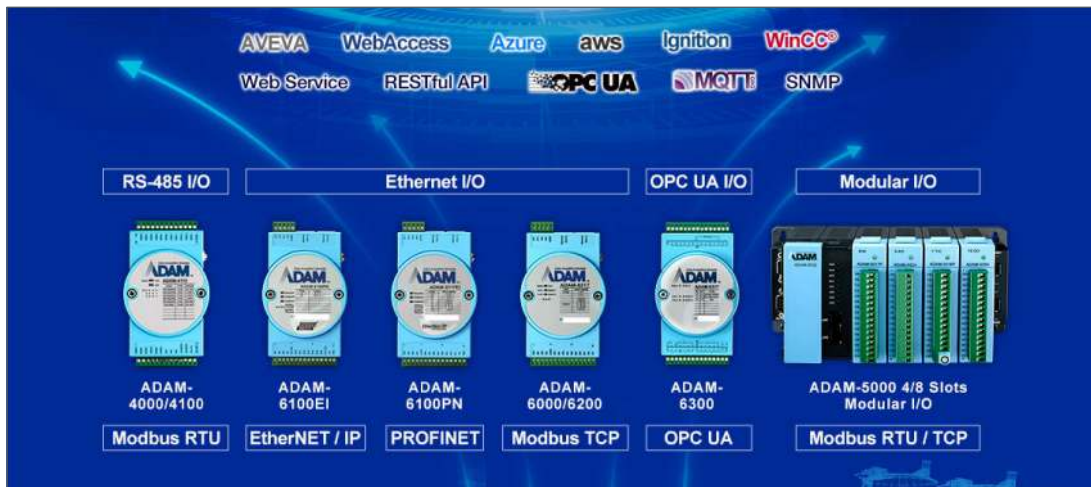 AVEVA WebAccess Azure aws Ignition WinCC®
Web Service RESTful API OPC UA MQTT SNMP
RS-485 I/O Ethernet I/O OPC UA I/O Modular I/O
ADAM ADAM ADAM ADAM ADAM ADAM
ADAM-
4000/4100
ADAM-
6100EI
ADAM-
6100PN
ADAM-
6000/6200
ADAM-
6300
ADAM-5000 4/8 Slots
Modular I/O
Modbus RTU EtherNET / IP PROFINET Modbus TCP OPC UA Modbus RTU / TCP